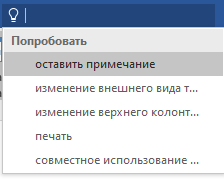 Попробовать
оставить примечание
изменение внешнего вида т...
изменение верхнего колонт...
печать
совместное использование ...